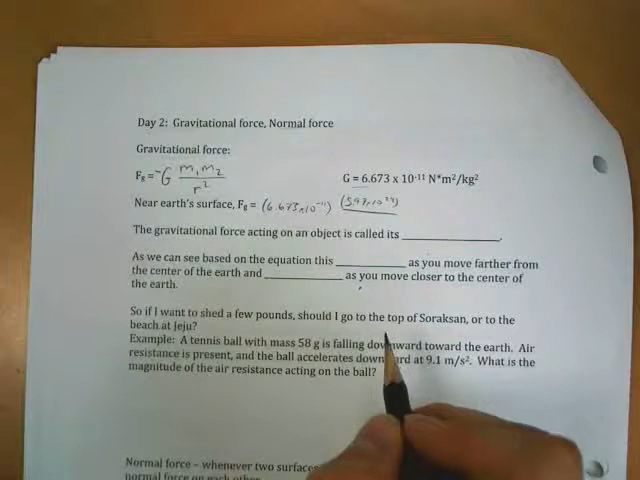 Day 2: Gravitational force, Normal force
Gravitational force:
Fg = -G m₁m₂ / r²
G = 6.673 x 10⁻¹¹ N*m²/kg²
Near earth's surface, Fg = (6.673x10⁻¹¹) (5.97x10²⁴)
The gravitational force acting on an object is called its ________________.
As we can see based on the equation this ____________ as you move farther from
the center of the earth and _____________ as you move closer to the center of
the earth.
So if I want to shed a few pounds, should I go to the top of Soraksan, or to the
beach at Jeju?
Example: A tennis ball with mass 58 g is falling downward toward the earth. Air
resistance is present, and the ball accelerates downward at 9.1 m/s². What is the
magnitude of the air resistance acting on the ball?
Normal force – whenever two surfaces
normal force on each other